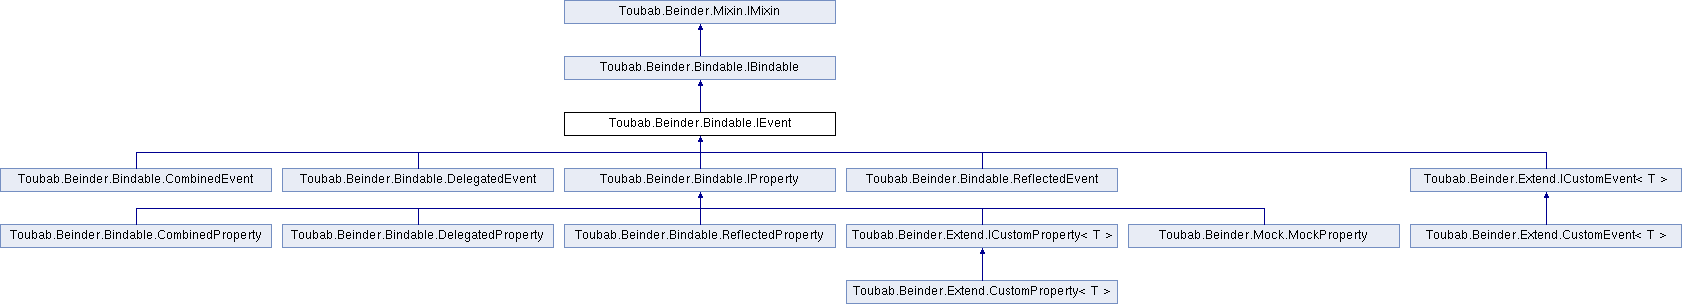 Toubab.Beinder.Mixin.IMixin
Toubab.Beinder.Bindable.IBindable
Toubab.Beinder.Bindable.IEvent
Toubab.Beinder.Bindable.CombinedEvent
Toubab.Beinder.Bindable.DelegatedEvent
Toubab.Beinder.Bindable.IProperty
Toubab.Beinder.Bindable.ReflectedEvent
Toubab.Beinder.Extend.ICustomEvent< T >
Toubab.Beinder.Bindable.CombinedProperty
Toubab.Beinder.Bindable.DelegatedProperty
Toubab.Beinder.Bindable.ReflectedProperty
Toubab.Beinder.Extend.ICustomProperty< T >
Toubab.Beinder.Mock.MockProperty
Toubab.Beinder.Extend.CustomEvent< T >
Toubab.Beinder.Extend.CustomProperty< T >